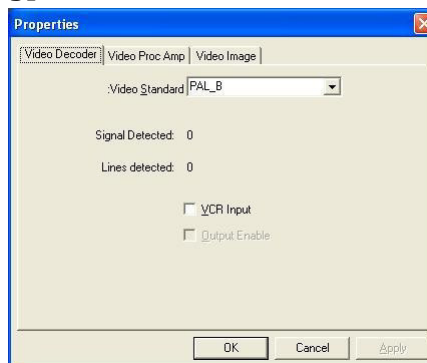 Properties
Video Decoder Video Proc Amp Video Image
:Video Standard PAL_B
Signal Detected: 0
Lines detected: 0
VCR Input
Output Enable
OK Cancel Apply